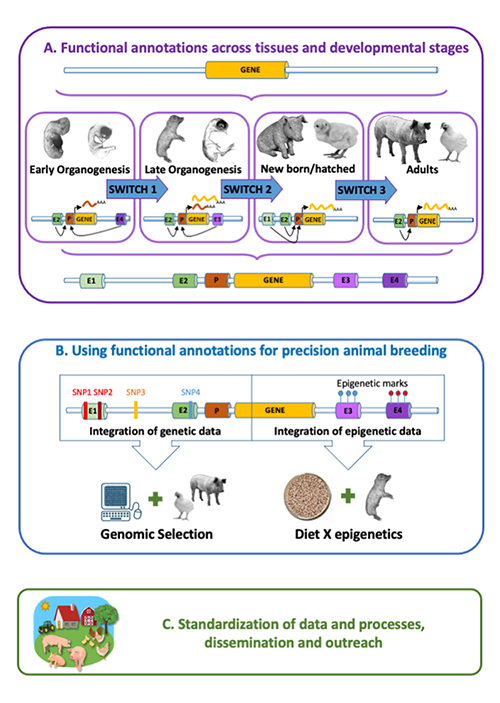 A. Functional annotations across tissues and developmental stages
GENE
Early Organogenesis
Late Organogenesis
New born/hatched
Adults
SWITCH 1
SWITCH 2
SWITCH 3
AAA
AAA
AAA
AAA
E2 P GENE E4
E2 P GENE E3
E1 E2 P GENE
E2 P GENE
E1 E2 P GENE E3 E4
B. Using functional annotations for precision animal breeding
SNP1 SNP2 SNP3 SNP4 Epigenetic marks
E1 E2 P GENE E3 E4
Integration of genetic data
Integration of epigenetic data
Genomic Selection
Diet X epigenetics
C. Standardization of data and processes,
dissemination and outreach